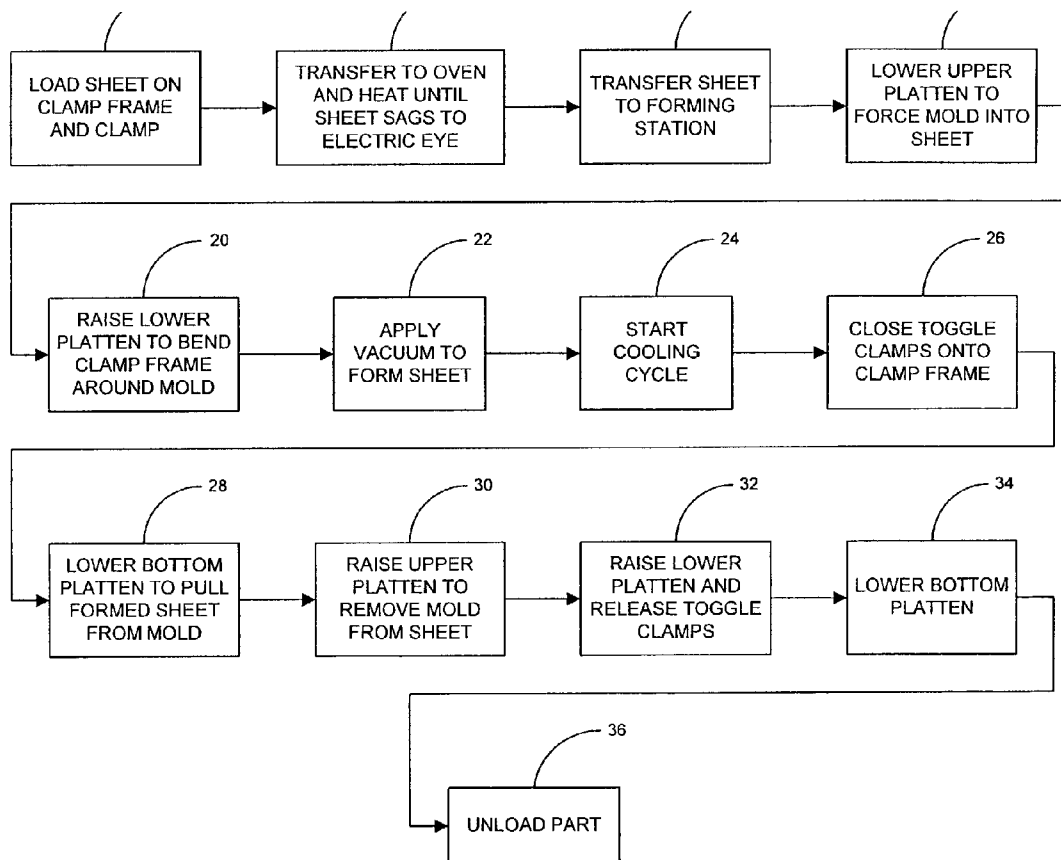 LOAD SHEET ON
CLAMP FRAME
AND CLAMP
TRANSFER TO OVEN
AND HEAT UNTIL
SHEET SAGS TO
ELECTRIC EYE
TRANSFER SHEET
TO FORMING
STATION
LOWER UPPER
PLATTEN TO
FORCE MOLD INTO
SHEET
20
RAISE LOWER
PLATTEN TO BEND
CLAMP FRAME
AROUND MOLD
22
APPLY
VACUUM TO
FORM SHEET
24
START
COOLING
CYCLE
26
CLOSE TOGGLE
CLAMPS ONTO
CLAMP FRAME
28
LOWER BOTTOM
PLATTEN TO PULL
FORMED SHEET
FROM MOLD
30
RAISE UPPER
PLATTEN TO
REMOVE MOLD
FROM SHEET
32
RAISE LOWER
PLATTEN AND
RELEASE TOGGLE
CLAMPS
34
LOWER BOTTOM
PLATTEN
36
UNLOAD PART